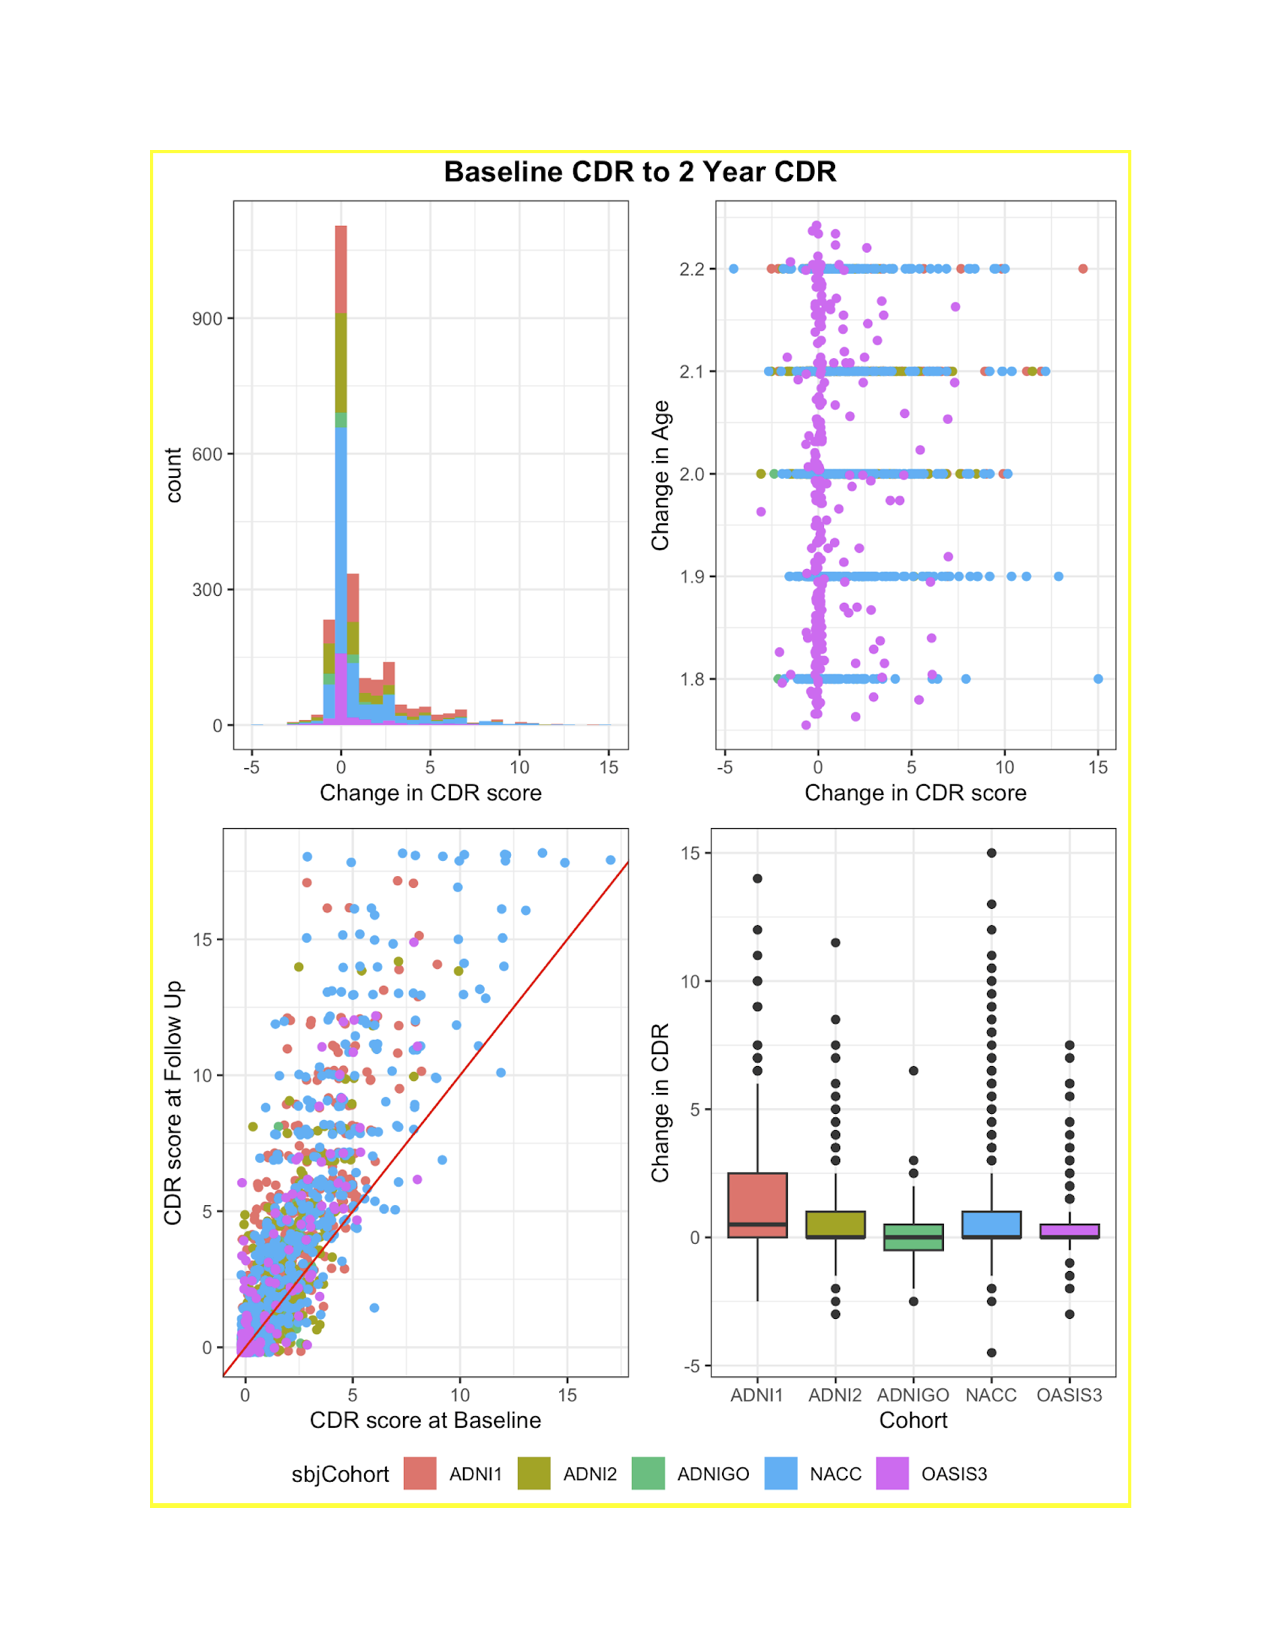 Baseline CDR to 2 Year CDR
count
900
600
300
0
-5 0 5 10 15
Change in CDR score
Change in Age
2.2
2.1
2.0
1.9
1.8
-5 0 5 10 15
Change in CDR score
CDR score at Follow Up
15
10
5
0
0 5 10 15
CDR score at Baseline
Change in CDR
15
10
5
0
-5
ADNI1 ADNI2 ADNIGO NACC OASIS3
Cohort
sbjCohort ADNI1 ADNI2 ADNIGO NACC OASIS3